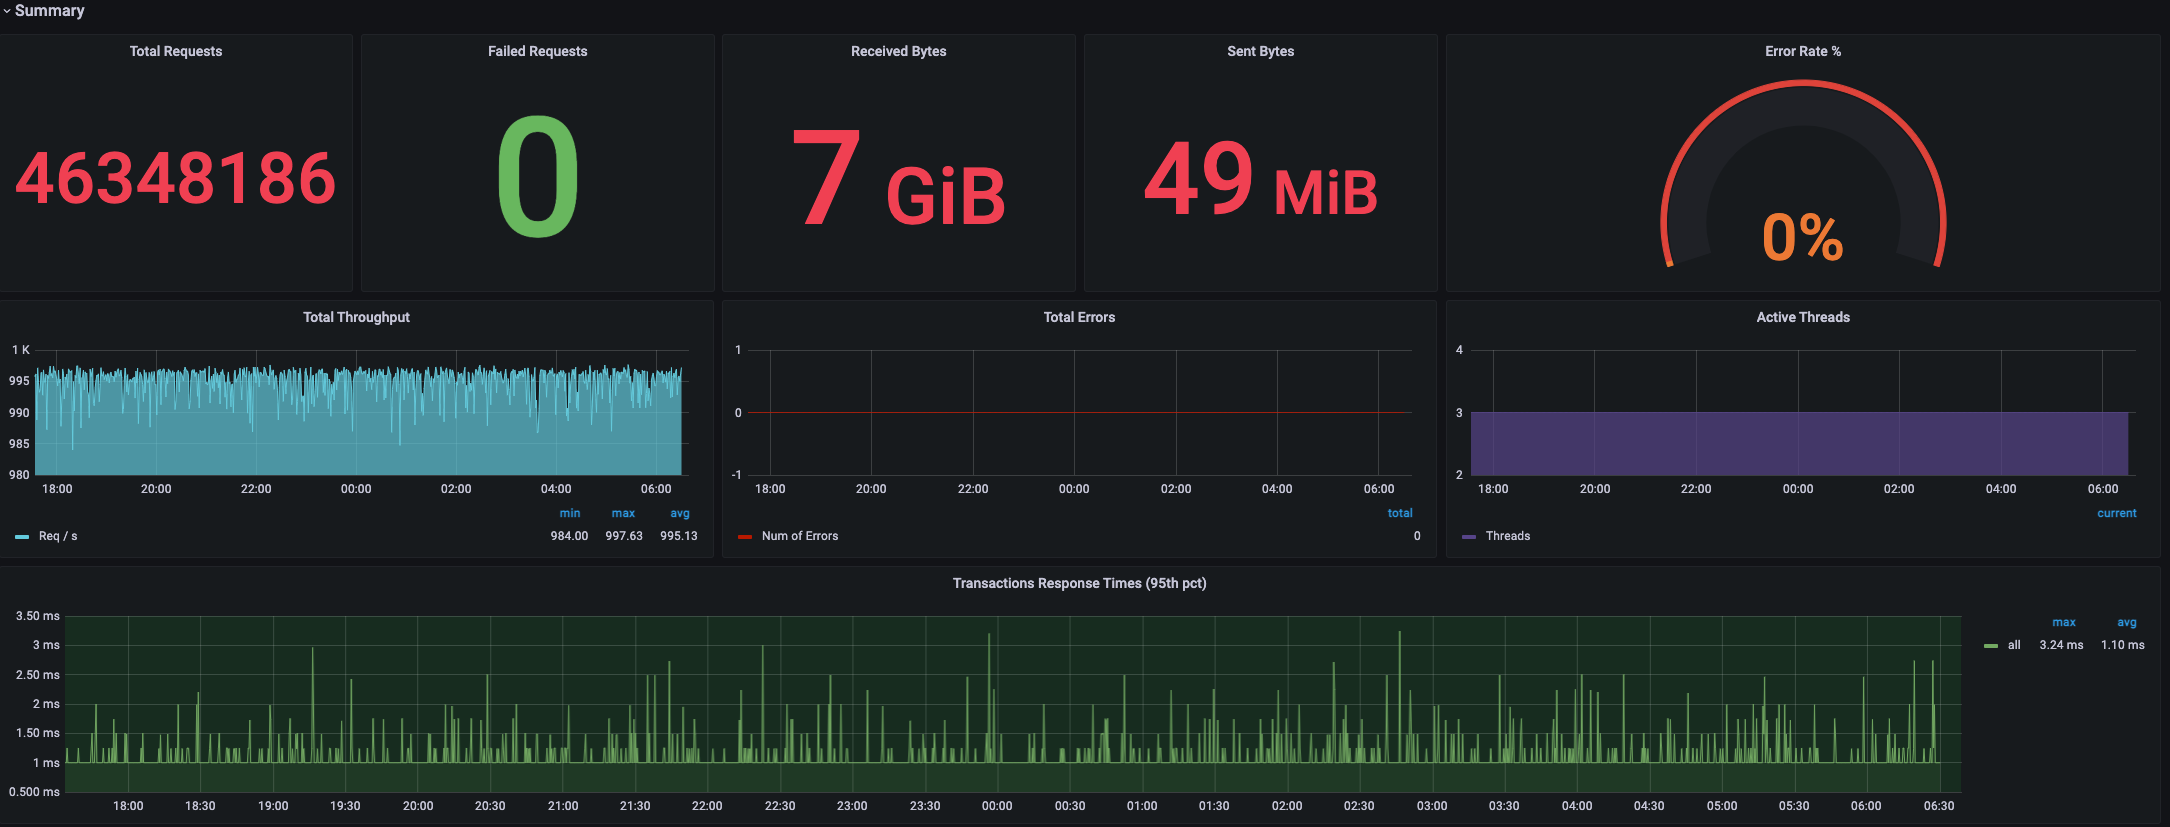 Summary
Total Requests
46348186
Failed Requests
0
Received Bytes
7 GiB
Sent Bytes
49 MiB
Error Rate %
0%
Total Throughput
1 K
995
990
985
980
18:00 20:00 22:00 00:00 02:00 04:00 06:00
min max avg
Req / s 984.00 997.63 995.13
Total Errors
1
0
-1
18:00 20:00 22:00 00:00 02:00 04:00 06:00
total
Num of Errors 0
Active Threads
4
3
2
18:00 20:00 22:00 00:00 02:00 04:00 06:00
current
Threads
Transactions Response Times (95th pct)
3.50 ms
3 ms
2.50 ms
2 ms
1.50 ms
1 ms
0.500 ms
18:00 18:30 19:00 19:30 20:00 20:30 21:00 21:30 22:00 22:30 23:00 23:30 00:00 00:30 01:00 01:30 02:00 02:30 03:00 03:30 04:00 04:30 05:00 05:30 06:00 06:30
max avg
all 3.24 ms 1.10 ms